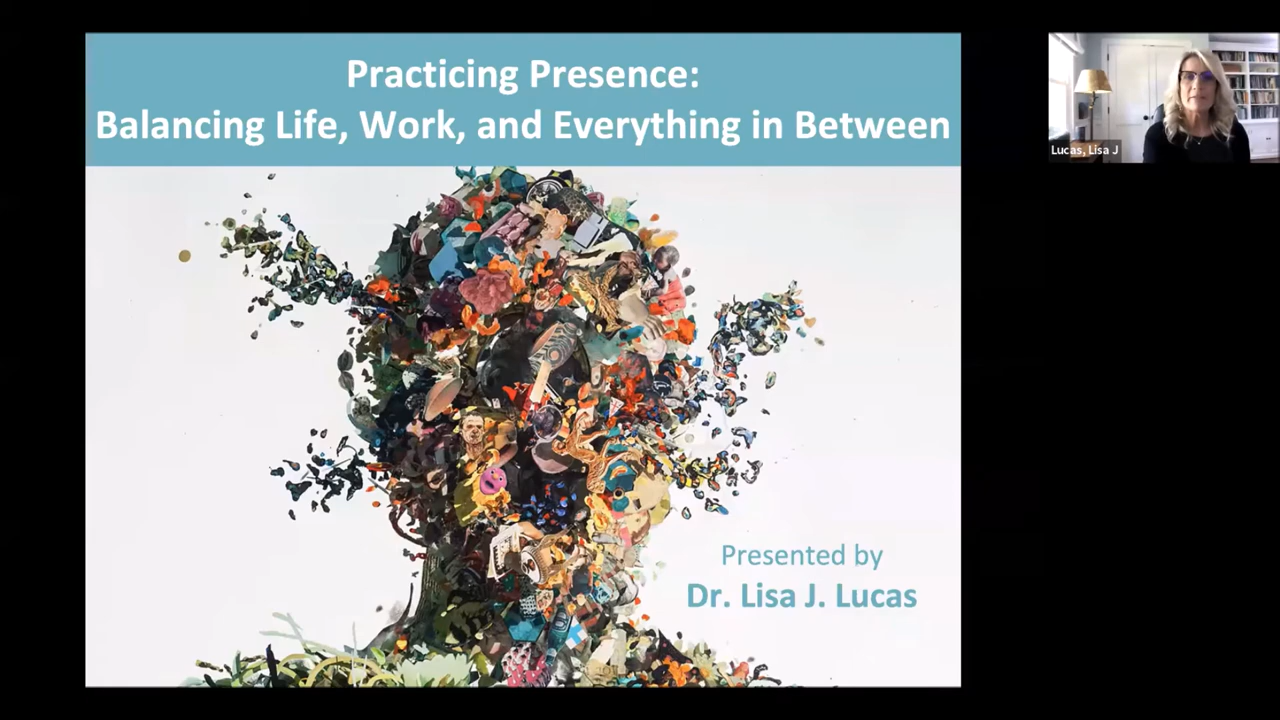 Practicing Presence:
Balancing Life, Work, and Everything in Between
Lucas, Lisa J
Presented by
Dr. Lisa J. Lucas